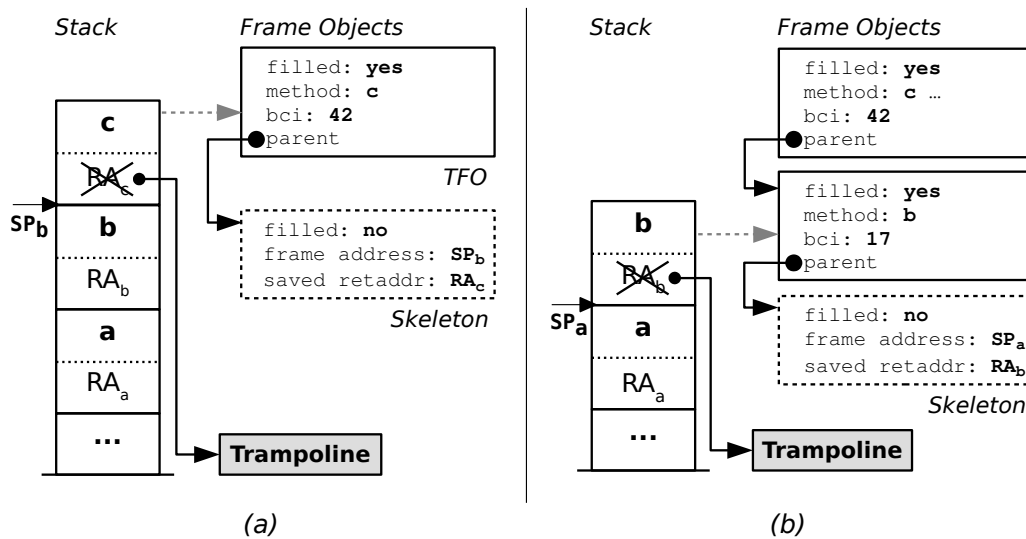 Stack
Frame Objects
filled: yes
method: c
bci: 42
parent
TFO
c
RAc
SPb
b
RAb
a
RAa
...
filled: no
frame address: SPb
saved retaddr: RAc
Skeleton
Trampoline
(a)
Stack
Frame Objects
filled: yes
method: c …
bci: 42
parent
filled: yes
method: b
bci: 17
parent
b
RAb
SPa
a
RAa
...
filled: no
frame address: SPa
saved retaddr: RAb
Skeleton
Trampoline
(b)